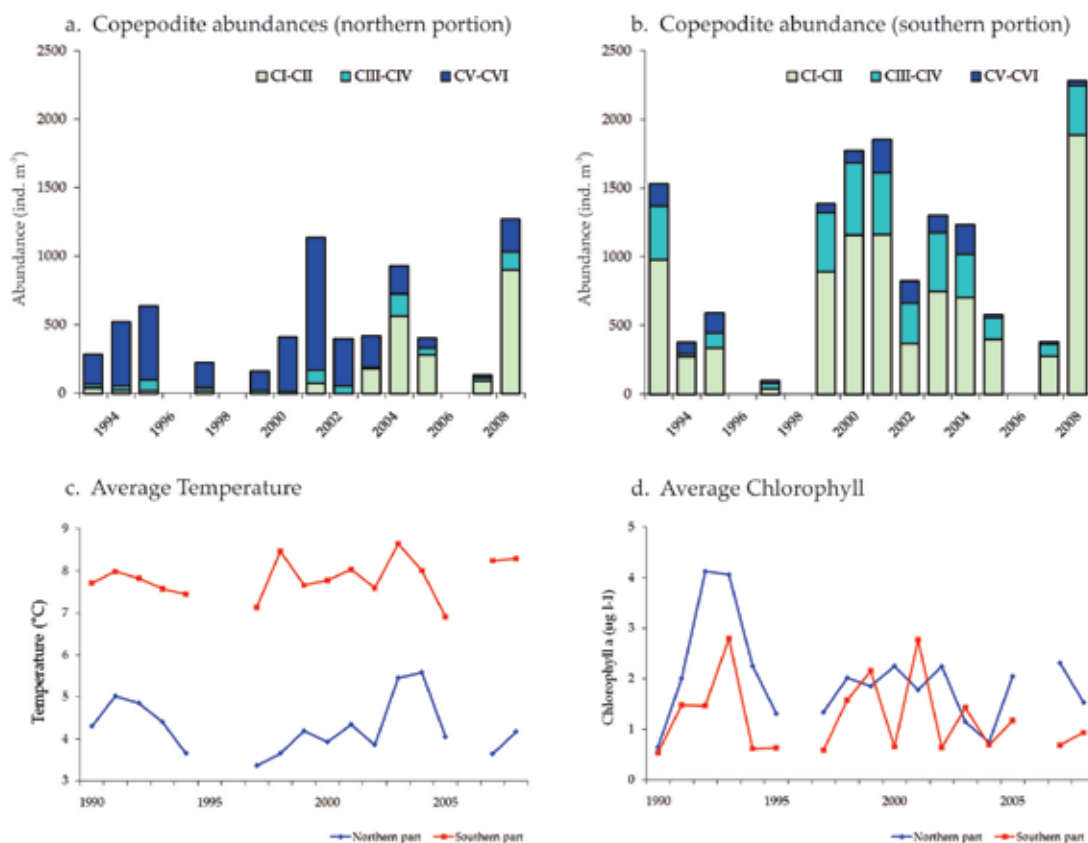 a. Copepodite abundances (northern portion)
2500
2000
1500
1000
500
0
Abundance (ind. m-3)
CI-CII CIII-CIV CV-CVI
1994 1996 1998 2000 2002 2004 2006 2008
b. Copepodite abundance (southern portion)
2500
2000
1500
1000
500
0
Abundance (ind. m-3)
CI-CII CIII-CIV CV-CVI
1994 1996 1998 2000 2002 2004 2006 2008
c. Average Temperature
9
8
7
6
5
4
3
Temperature (°C)
1990 1995 2000 2005
Northern part Southern part
d. Average Chlorophyll
5
4
3
2
1
0
Chlorophyll a (µg l-1)
1990 1995 2000 2005
Northern part Southern part